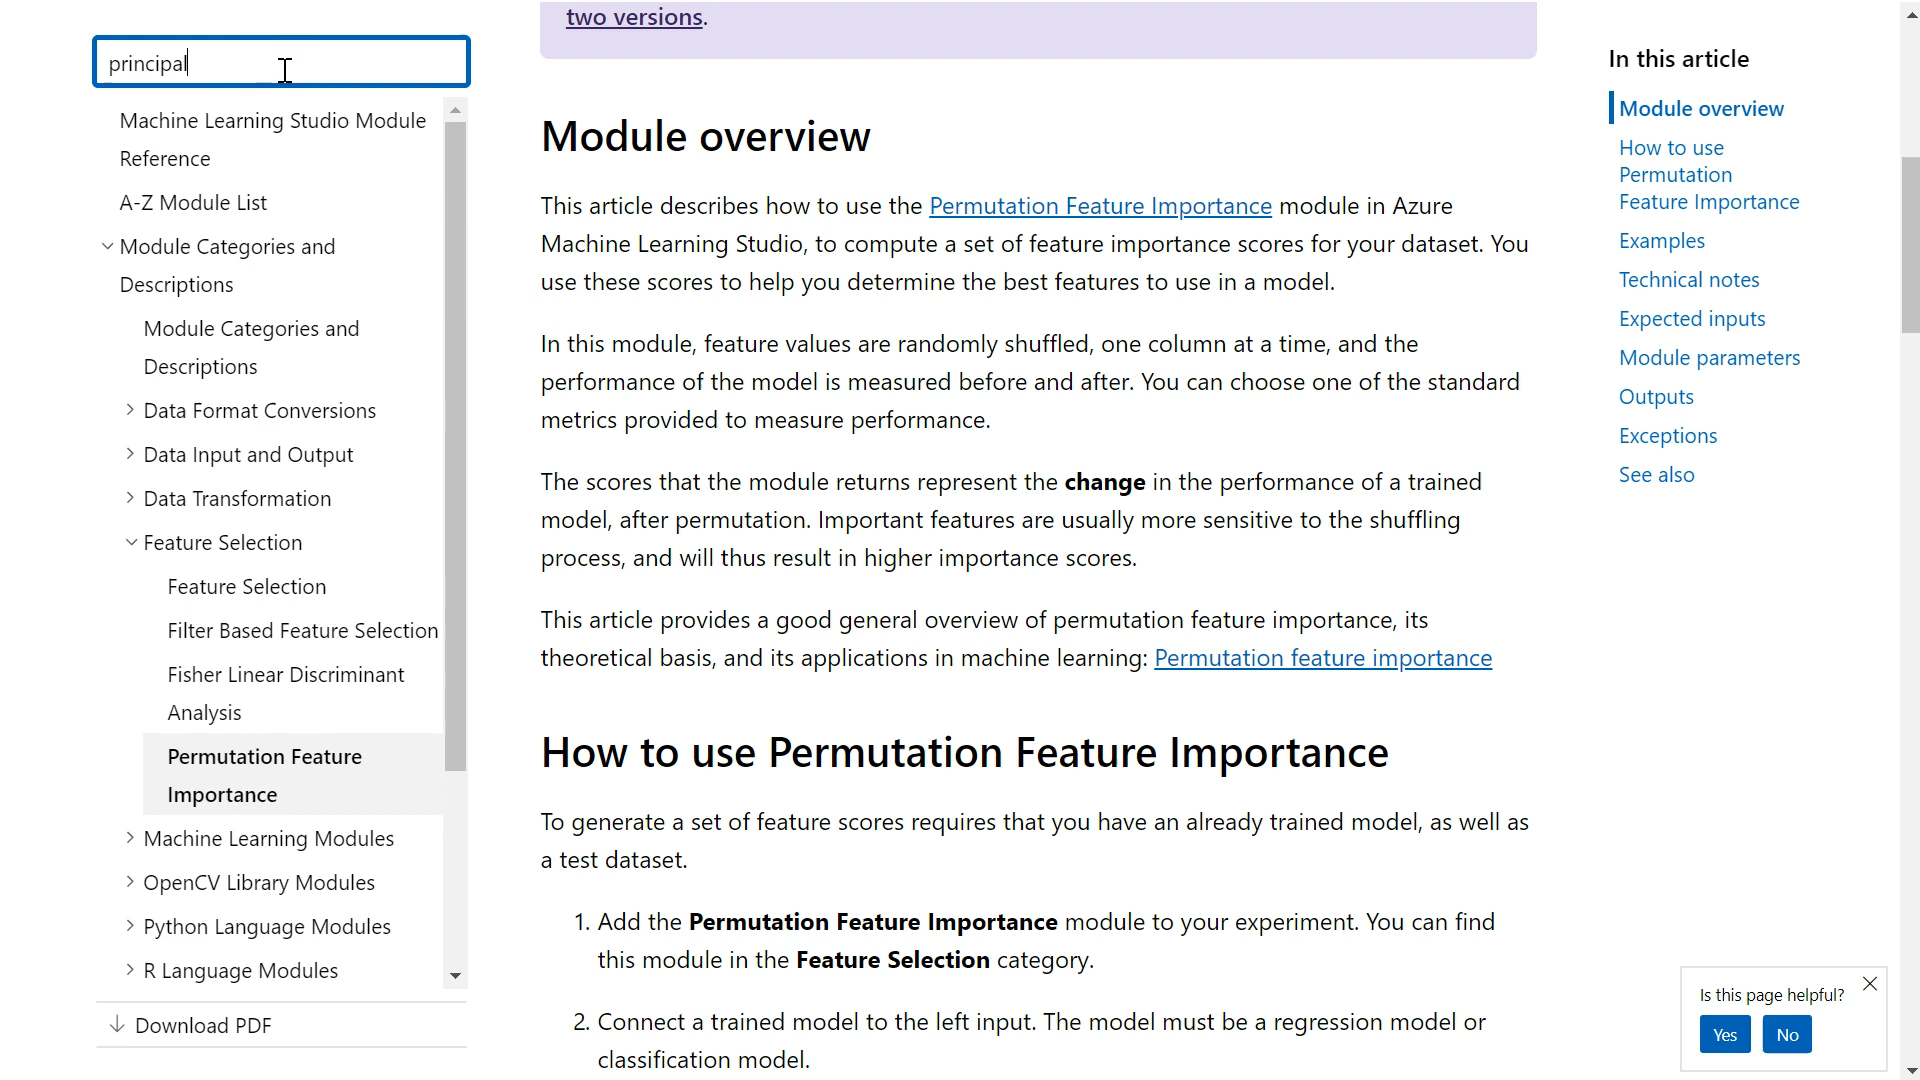 principal
Machine Learning Studio Module
Reference
A-Z Module List
Module Categories and
Descriptions
Module Categories and
Descriptions
Data Format Conversions
Data Input and Output
Data Transformation
Feature Selection
Feature Selection
Filter Based Feature Selection
Fisher Linear Discriminant
Analysis
Permutation Feature
Importance
Machine Learning Modules
OpenCV Library Modules
Python Language Modules
R Language Modules
Download PDF
two versions.
Module overview
This article describes how to use the Permutation Feature Importance module in Azure
Machine Learning Studio, to compute a set of feature importance scores for your dataset. You
use these scores to help you determine the best features to use in a model.
In this module, feature values are randomly shuffled, one column at a time, and the
performance of the model is measured before and after. You can choose one of the standard
metrics provided to measure performance.
The scores that the module returns represent the change in the performance of a trained
model, after permutation. Important features are usually more sensitive to the shuffling
process, and will thus result in higher importance scores.
This article provides a good general overview of permutation feature importance, its
theoretical basis, and its applications in machine learning: Permutation feature importance
How to use Permutation Feature Importance
To generate a set of feature scores requires that you have an already trained model, as well as
a test dataset.
1. Add the Permutation Feature Importance module to your experiment. You can find
this module in the Feature Selection category.
2. Connect a trained model to the left input. The model must be a regression model or
classification model.
In this article
Module overview
How to use
Permutation
Feature Importance
Examples
Technical notes
Expected inputs
Module parameters
Outputs
Exceptions
See also
Is this page helpful?
Yes
No